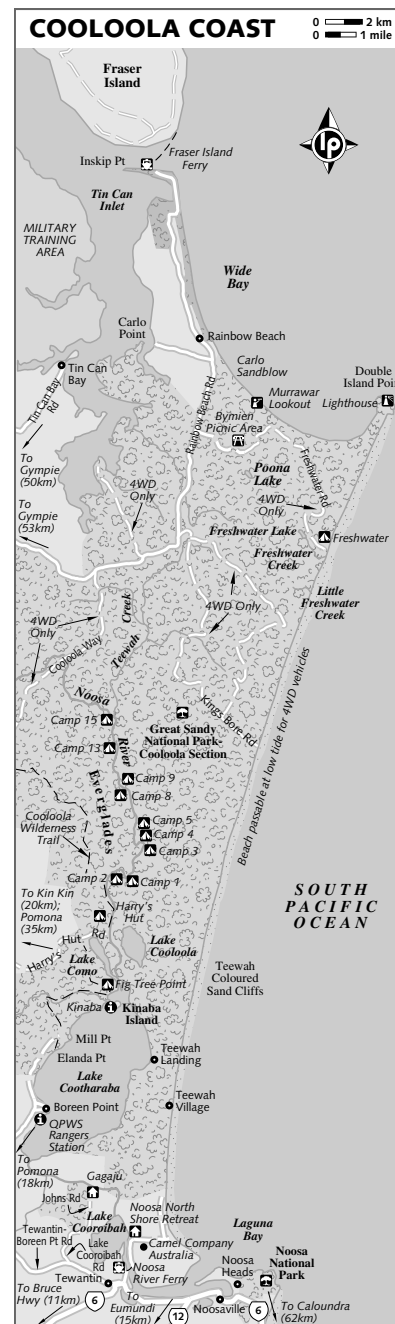 COOLOOLA COAST
0 2 km
0 1 mile
Fraser
Island
lp
Inskip Pt
Fraser Island
Ferry
Tin Can
Inlet
MILITARY
TRAINING
AREA
Wide
Bay
Carlo
Point
Rainbow Beach
Tin Can
Bay
Carlo
Sandblow
Double
Island Poi
Tin Can Bay
Rd
Rainbow Beach Rd
Murrawar
Lookout
Lighthouse
Bymien
Picnic Area
To
Gympie
(50km)
Poona
Lake
Freshwater Rd
4WD
Only
4WD
Only
To
Gympie
(53km)
Freshwater Lake
Freshwater
Freshwater
Creek
Little
Freshwater
Creek
4WD
Only
Creek
Teewah
4WD Only
Cooloola Way
Noosa
River
Everglades
Camp 15
King's Bore Rd
Great Sandy
National Park-
Cooloola Section
Camp 13
Beach passable at low tide for 4WD vehicles
Camp 9
Camp 8
Cooloola
Wilderness
Trail
Camp 5
Camp 4
Camp 3
Camp 2
Camp 1
To Kin Kin
(20km);
Pomona
(35km)
Harry's
Hut
SOUTH
PACIFIC
OCEAN
Harry's Hut Rd
Lake
Cooloola
Lake
Como
Teewah
Coloured
Sand Cliffs
Fig Tree Point
Kinaba
Kinaba
Island
Mill Pt
Elanda Pt
Teewah
Landing
Lake
Cootharaba
Boreen Point
Teewah
Village
QPWS
Rangers
Station
To
Pomona
(18km)
Gagaju
Johns Rd
Lake
Cooroibah
Noosa North
Shore Retreat
Laguna
Bay
Tewantin-
Boreen Pt Rd
Lake
Cooroibah
Rd
Camel Company
Australia
Noosa
National
Park
Noosa
River Ferry
Noosa
Heads
Tewantin
To Bruce
Hwy (11km)
6
To
Eumundi
(15km)
12
Noosaville
6
To Caloundra
(62km)